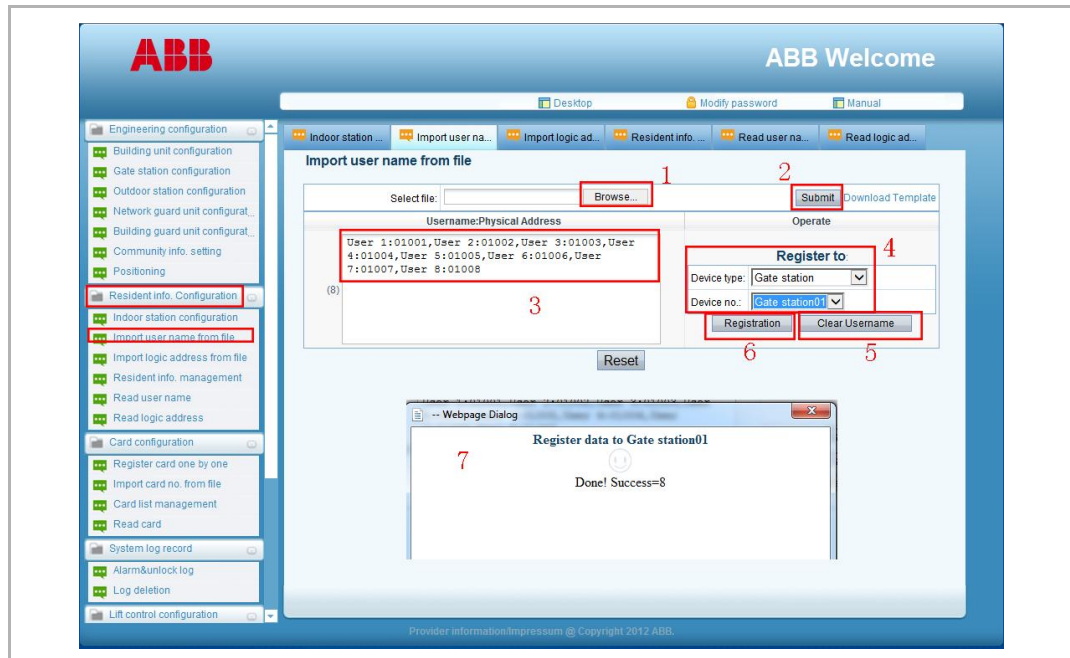 ABB
ABB Welcome
Desktop
Modify password
Manual
Engineering configuration
Building unit configuration
Gate station configuration
Outdoor station configuration
Network guard unit configurat...
Building guard unit configurat...
Community info. setting
Positioning
Resident info. Configuration
Indoor station configuration
Import user name from file
Import logic address from file
Resident info. management
Read user name
Read logic address
Card configuration
Register card one by one
Import card no. from file
Card list management
Read card
System log record
Alarm&unlock log
Log deletion
Lift control configuration
Indoor station ...
Import user na...
Import logic ad...
Resident info. ...
Read user na...
Read logic ad...
Import user name from file
1
2
Select file:
Browse...
Submit
Download Template
Username:Physical Address
Operate
User 1:01001,User 2:01002,User 3:01003,User
4:01004,User 5:01005,User 6:01006,User
7:01007,User 8:01008
(8)
3
Register to:
4
Device type:
Gate station
Device no.:
Gate station01
Registration
Clear Username
6
5
Reset
-- Webpage Dialog
Register data to Gate station01
7
Done! Success=8
Provider information/Impressum @ Copyright 2012 ABB.